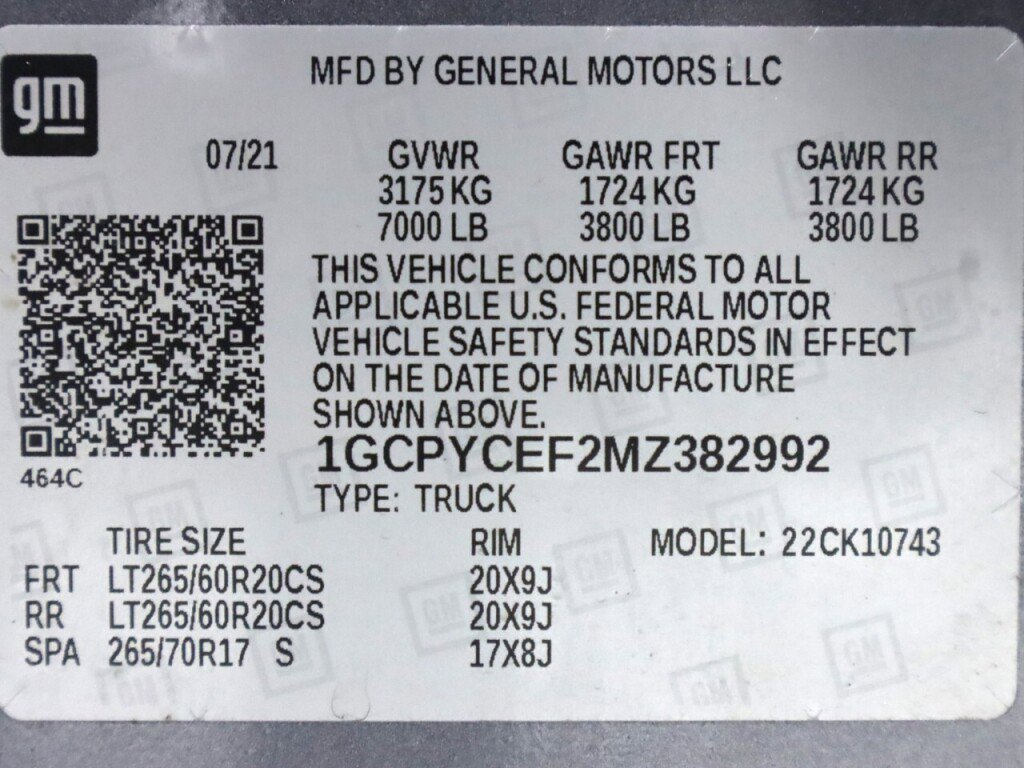 gm
MFD BY GENERAL MOTORS LLC
07/21 GVWR GAWR FRT GAWR RR
3175 KG 1724 KG 1724 KG
7000 LB 3800 LB 3800 LB
THIS VEHICLE CONFORMS TO ALL
APPLICABLE U.S. FEDERAL MOTOR
VEHICLE SAFETY STANDARDS IN EFFECT
ON THE DATE OF MANUFACTURE
SHOWN ABOVE.
1GCPYCEF2MZ382992
464C
TYPE: TRUCK
TIRE SIZE RIM MODEL: 22CK10743
FRT LT265/60R20CS 20X9J
RR LT265/60R20CS 20X9J
SPA 265/70R17 S 17X8J